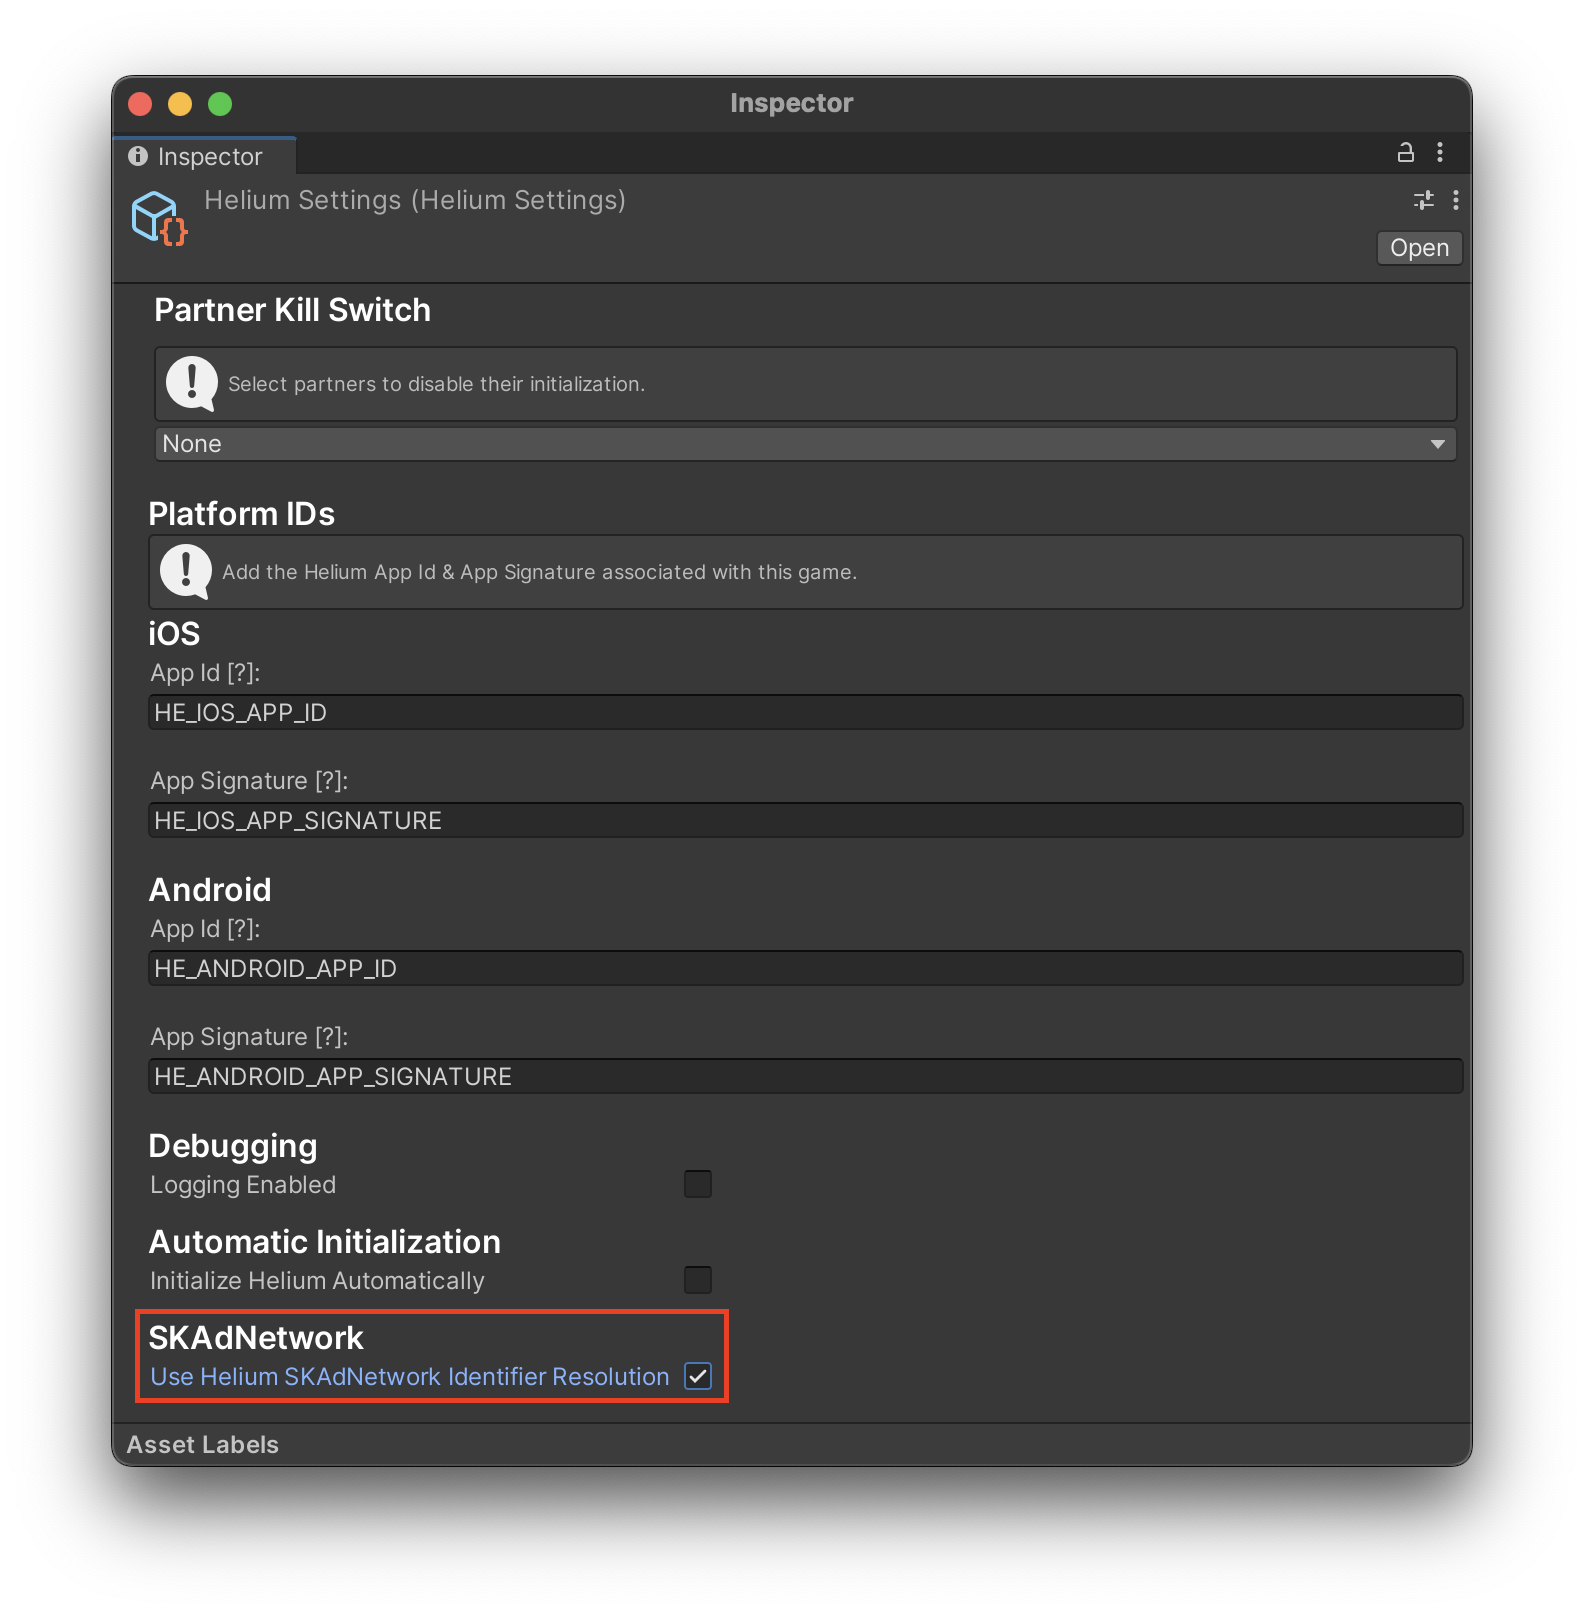 Inspector
Inspector
Helium Settings (Helium Settings)
Open
Partner Kill Switch
Select partners to disable their initialization.
None
Platform IDs
Add the Helium App Id & App Signature associated with this game.
iOS
App Id [?]:
HE_IOS_APP_ID
App Signature [?]:
HE_IOS_APP_SIGNATURE
Android
App Id [?]:
HE_ANDROID_APP_ID
App Signature [?]:
HE_ANDROID_APP_SIGNATURE
Debugging
Logging Enabled
Automatic Initialization
Initialize Helium Automatically
SKAdNetwork
Use Helium SKAdNetwork Identifier Resolution
Asset Labels